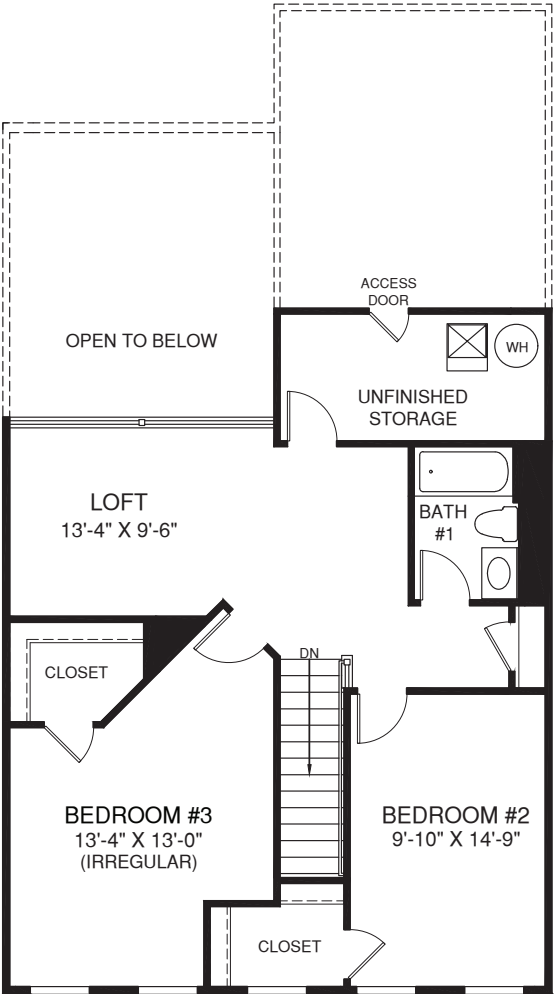 ACCESS
DOOR
OPEN TO BELOW
WH
UNFINISHED
STORAGE
LOFT
13'-4" X 9'-6"
BATH
#1
DN
CLOSET
BEDROOM #3
13'-4" X 13'-0"
(IRREGULAR)
BEDROOM #2
9'-10" X 14'-9"
CLOSET